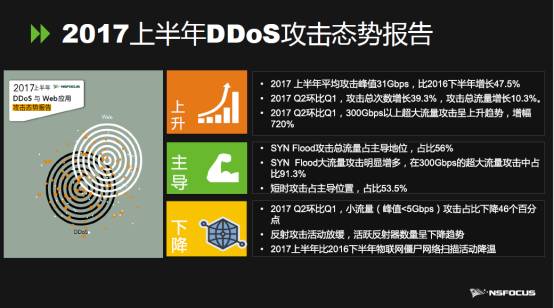 2017上半年DDoS攻击态势报告
2017上半年 NSFOCUS
DDoS 与 Web应用
攻击态势报告
Web
DDoS
上升
• 2017 上半年平均攻击峰值31Gbps，比2016下半年增长47.5%
• 2017 Q2环比Q1，攻击总次数增长39.3%，攻击总流量增长10.3%。
• 2017 Q2环比Q1，300Gbps以上超大流量攻击呈上升趋势，增幅
720%
主导
• SYN Flood攻击总流量占主导地位，占比56%
• SYN Flood大流量攻击明显增多，在300Gbps的超大流量攻击中占
比91.3%
• 短时攻击占主导位置，占比53.5%
下降
• 2017 Q2环比Q1，小流量（峰值<5Gbps）攻击占比下降46个百分
点
• 反射攻击活动放缓，活跃反射器数量呈下降趋势
• 2017上半年比2016下半年物联网僵尸网络扫描活动降温
NSFOCUS